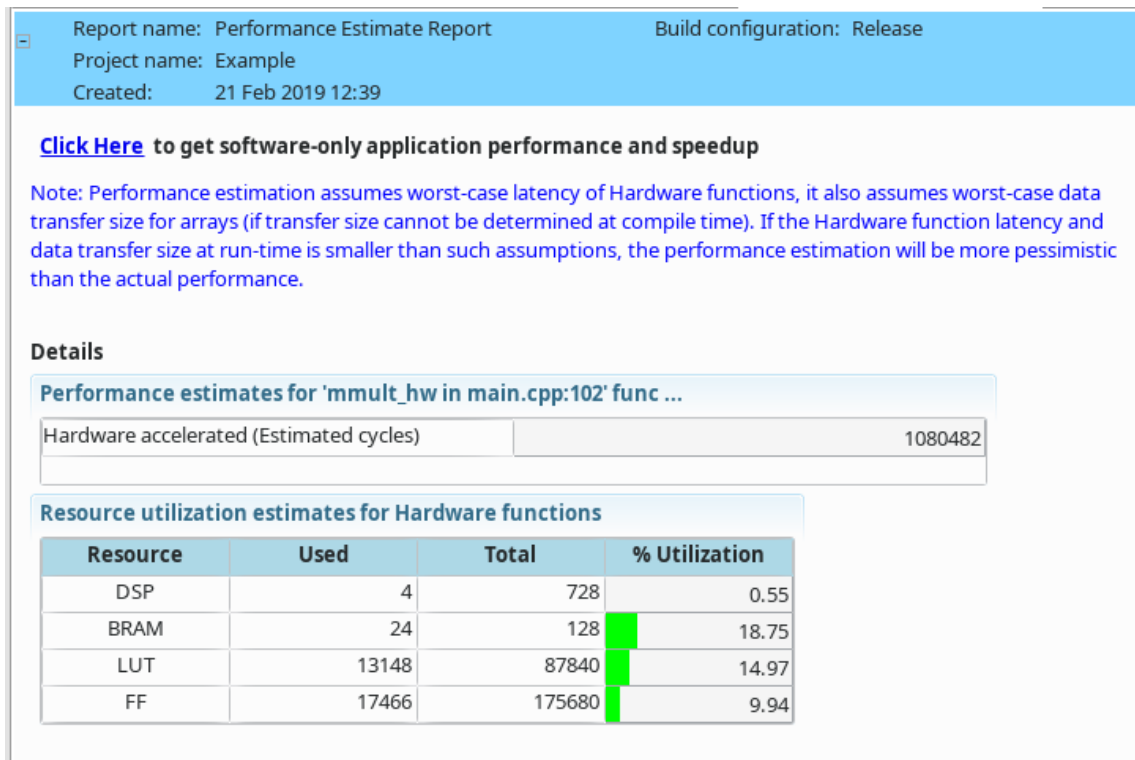 Report name: Performance Estimate Report Build configuration: Release
Project name: Example
Created: 21 Feb 2019 12:39
Click Here to get software-only application performance and speedup
Note: Performance estimation assumes worst-case latency of Hardware functions, it also assumes worst-case data
transfer size for arrays (if transfer size cannot be determined at compile time). If the Hardware function latency and
data transfer size at run-time is smaller than such assumptions, the performance estimation will be more pessimistic
than the actual performance.
Details
Performance estimates for 'mmult_hw in main.cpp:102' func ...
Hardware accelerated (Estimated cycles) 1080482
Resource utilization estimates for Hardware functions
Resource Used Total % Utilization
DSP 4 728 0.55
BRAM 24 128 18.75
LUT 13148 87840 14.97
FF 17466 175680 9.94